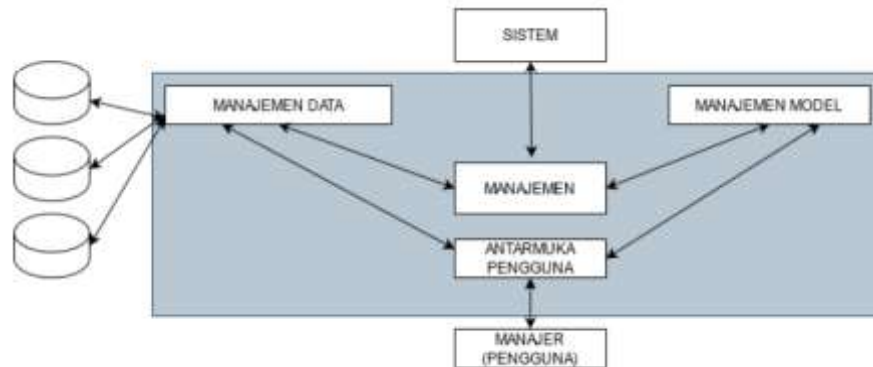 SISTEM
MANAJEMEN DATA
MANAJEMEN MODEL
MANAJEMEN
ANTARMUKA
PENGGUNA
MANAJER
(PENGGUNA)